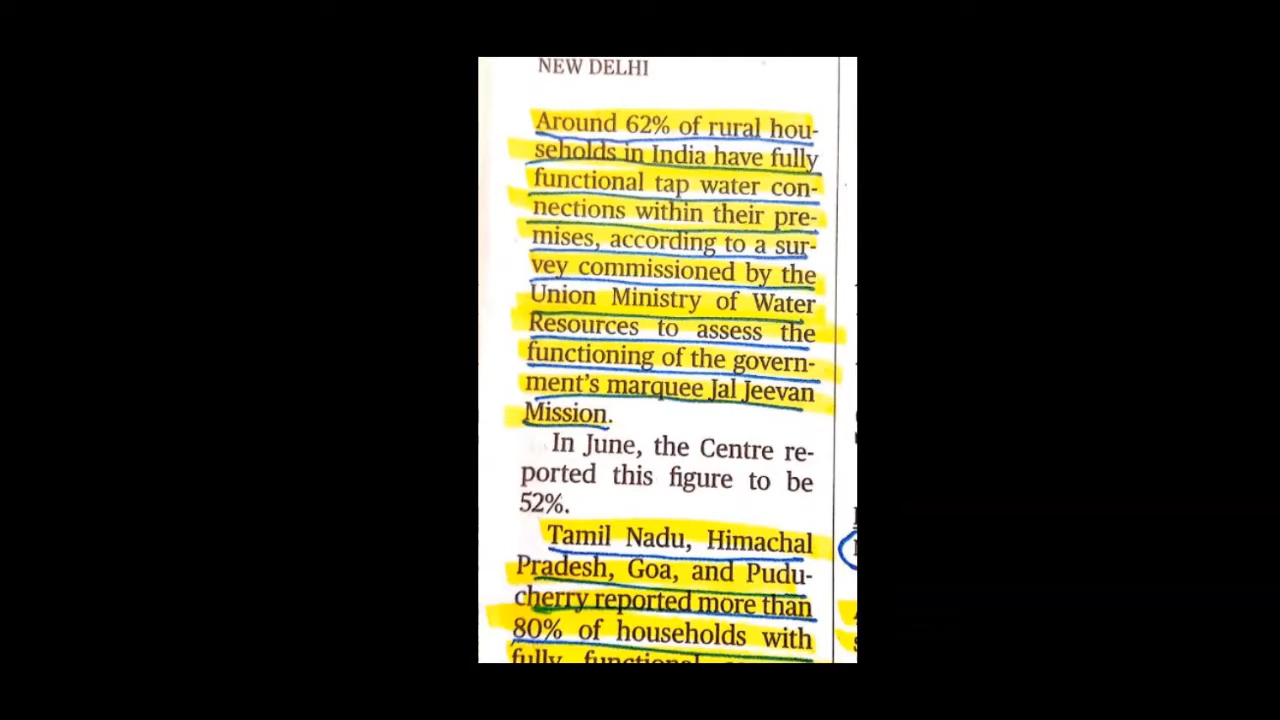 NEW DELHI
Around 62% of rural hou-
seholds in India have fully
functional tap water con-
nections within their pre-
mises, according to a sur-
vey commissioned by the
Union Ministry of Water
Resources to assess the
functioning of the govern-
ment's marquee Jal Jeevan
Mission.
In June, the Centre re-
ported this figure to be
52%.
Tamil Nadu, Himachal
Pradesh, Goa, and Pudu-
cherry reported more than
80% of households with
fully functional